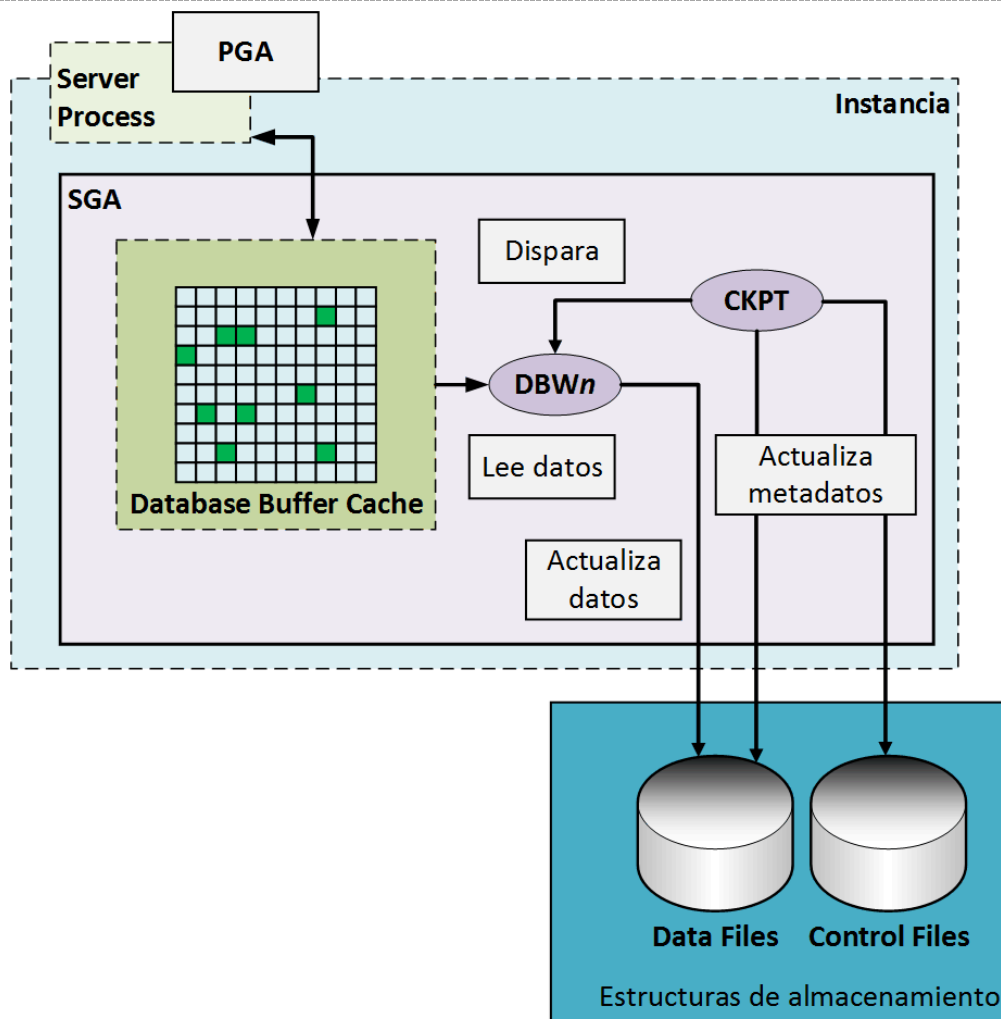 PGA
Server
Process
Instancia
SGA
Dispara
CKPT
DBWn
Lee datos
Actualiza
metadatos
Database Buffer Cache
Actualiza
datos
Data Files
Control Files
Estructuras de almacenamiento